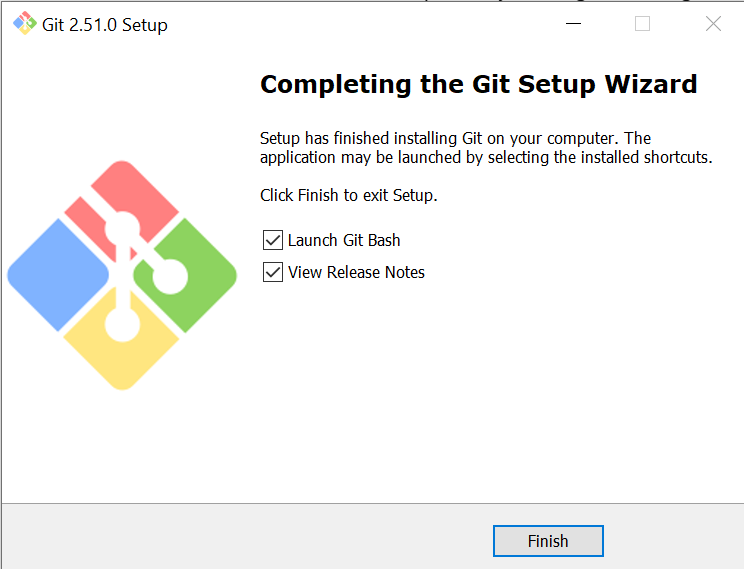 Git 2.51.0 Setup
Completing the Git Setup Wizard
Setup has finished installing Git on your computer. The
application may be launched by selecting the installed shortcuts.
Click Finish to exit Setup.
Launch Git Bash
View Release Notes
Finish